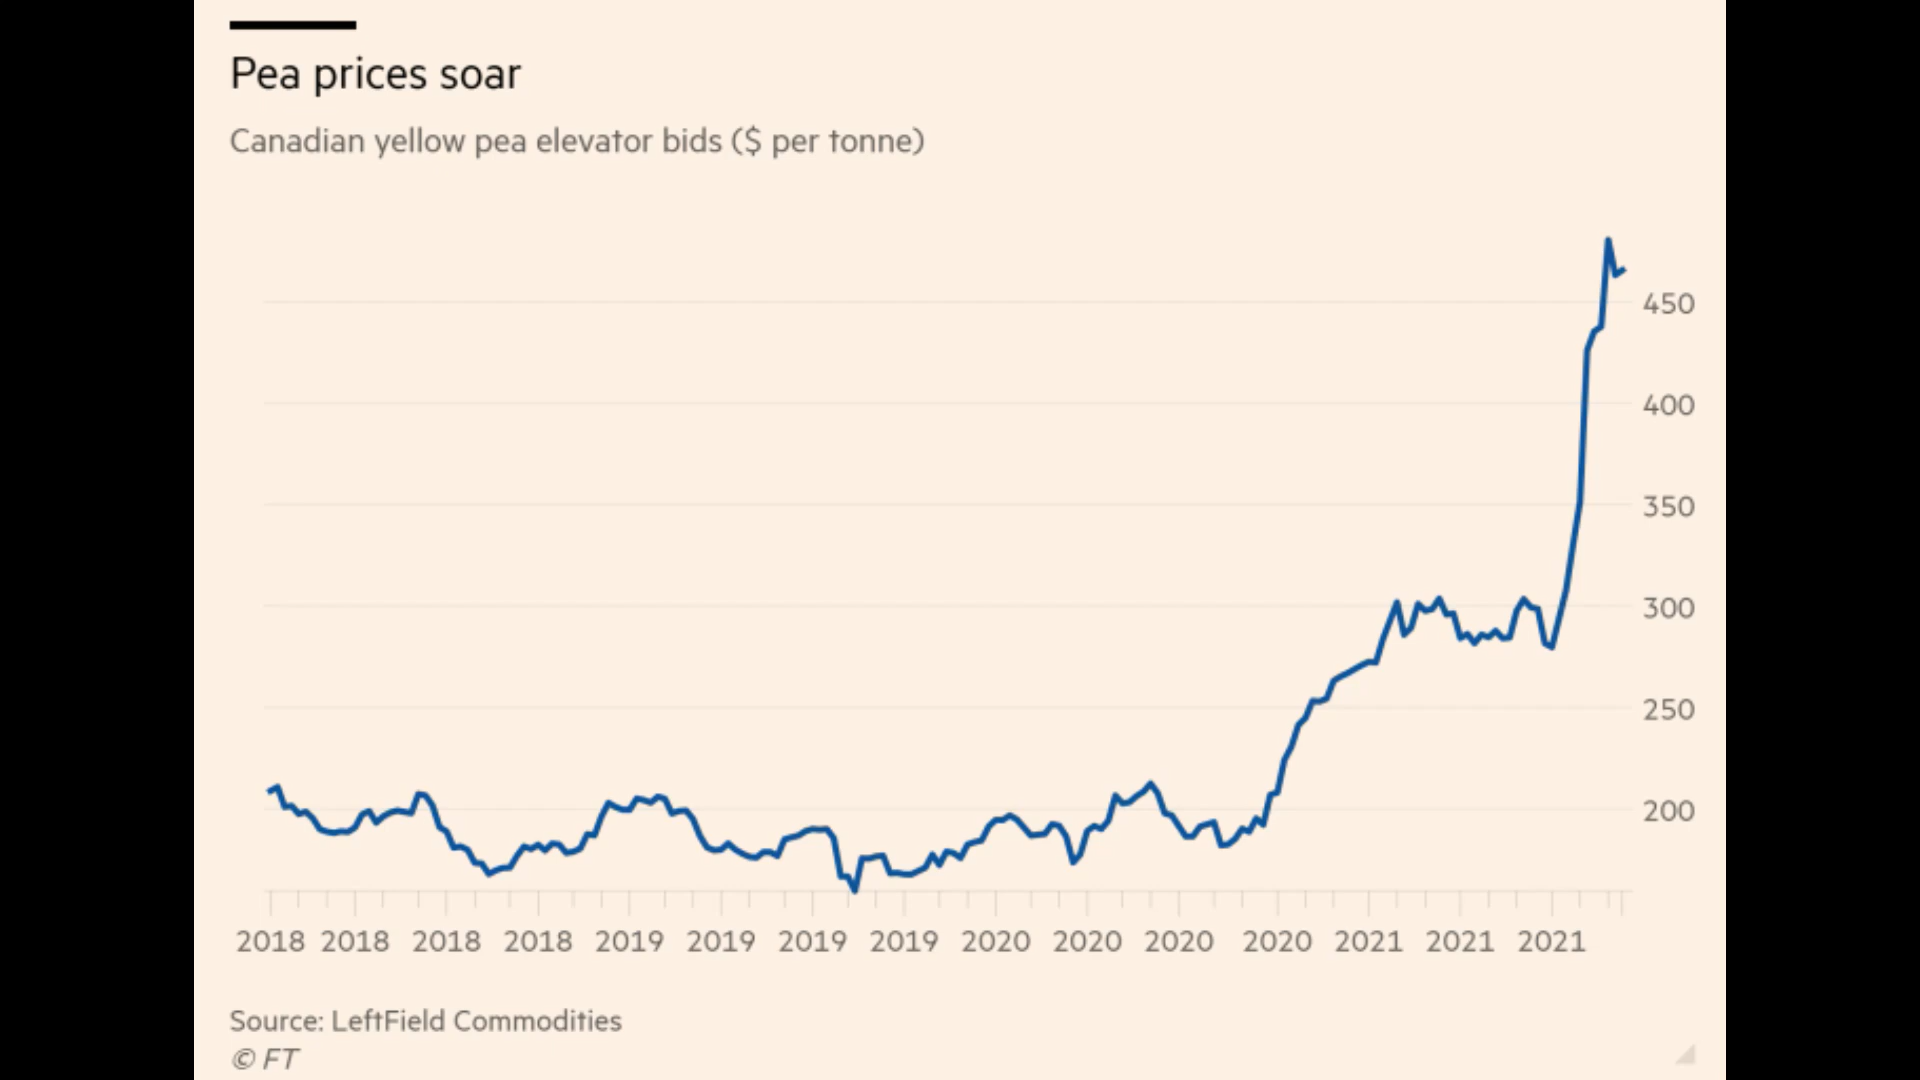 Pea prices soar
Canadian yellow pea elevator bids ($ per tonne)
450
400
350
300
250
200
2018 2018 2018 2018 2019 2019 2019 2019 2020 2020 2020 2020 2021 2021 2021
Source: LeftField Commodities
© FT